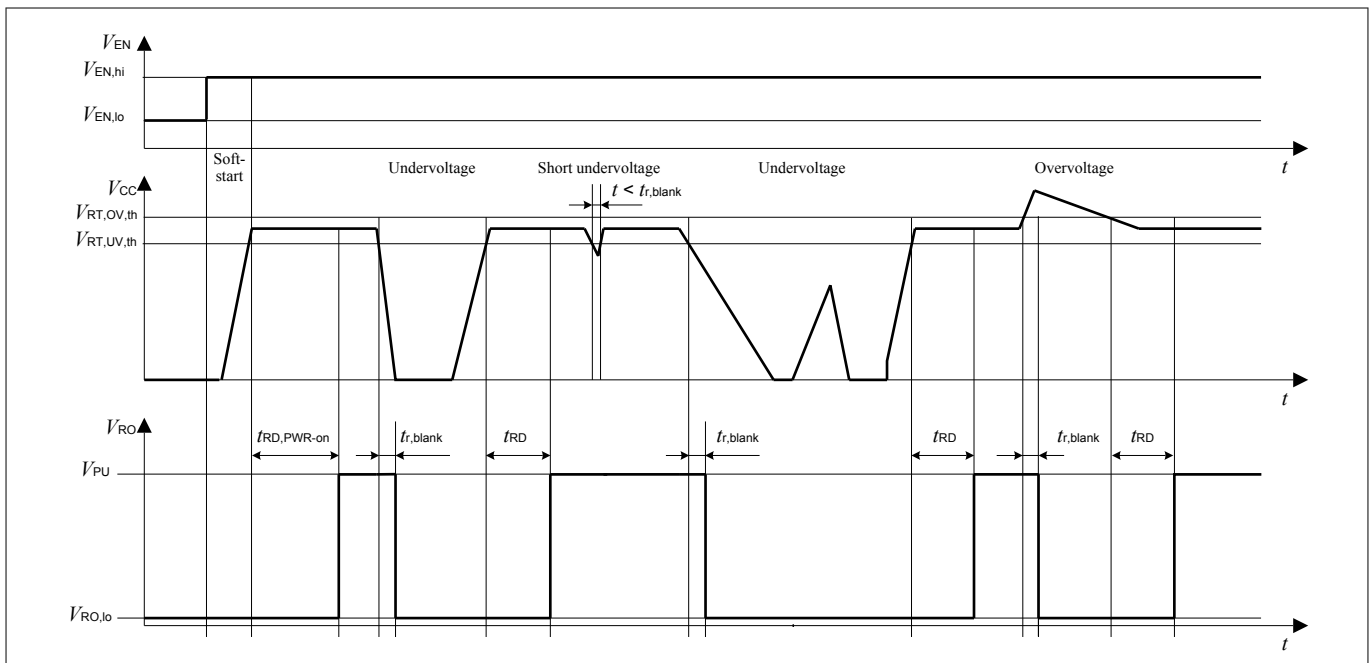 VEN
VEN,hi
VEN,lo
t
Soft-
start
Undervoltage
Short undervoltage
Undervoltage
Overvoltage
VCC
t < tr,blank
VRT,OV,th
VRT,UV,th
t
VRO
tRD,PWR-on
tr,blank
tRD
tr,blank
tRD
tr,blank
tRD
VPU
VRO,lo
t